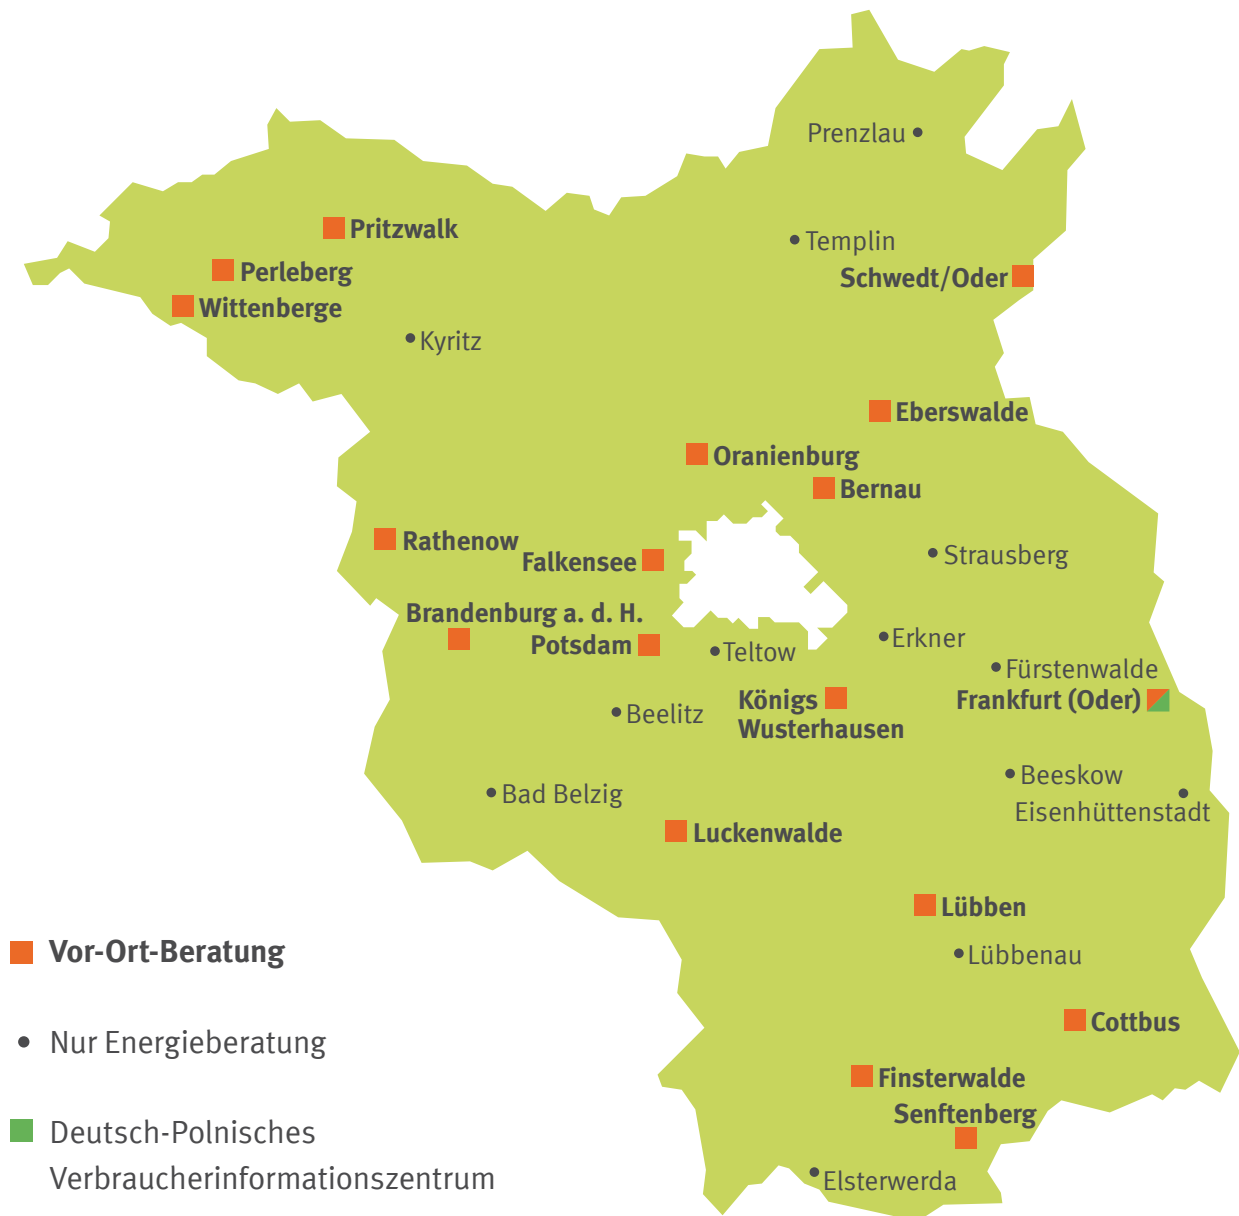 Prenzlau
Pritzwalk
Templin
Perleberg
Schwedt/Oder
Wittenberge
Kyritz
Eberswalde
Oranienburg
Bernau
Rathenow
Strausberg
Falkensee
Brandenburg a. d. H.
Erkner
Potsdam
Teltow
Fürstenwalde
Königs
Wusterhausen
Frankfurt (Oder)
Beelitz
Beeskow
Bad Belzig
Eisenhüttenstadt
Luckenwalde
Lübben
Vor-Ort-Beratung
Lübbenau
Cottbus
Nur Energieberatung
Finsterwalde
Senftenberg
Deutsch-Polnisches
Verbraucherinformationszentrum
Elsterwerda